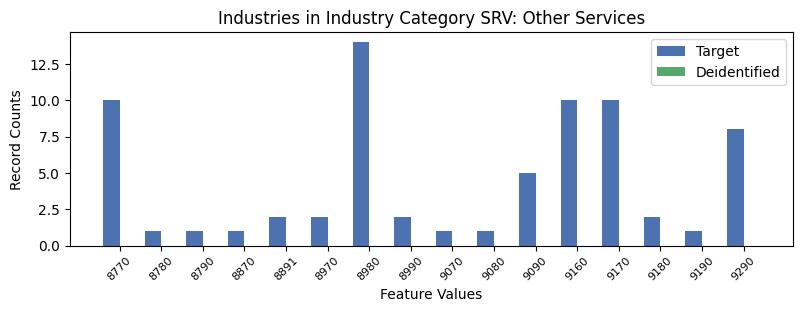 Industries in Industry Category SRV: Other Services
Target
Deidentified
Record Counts
12.5
10.0
7.5
5.0
2.5
0.0
8770 8780 8790 8870 8891 8970 8980 8990 9070 9080 9090 9160 9170 9180 9190 9290
Feature Values